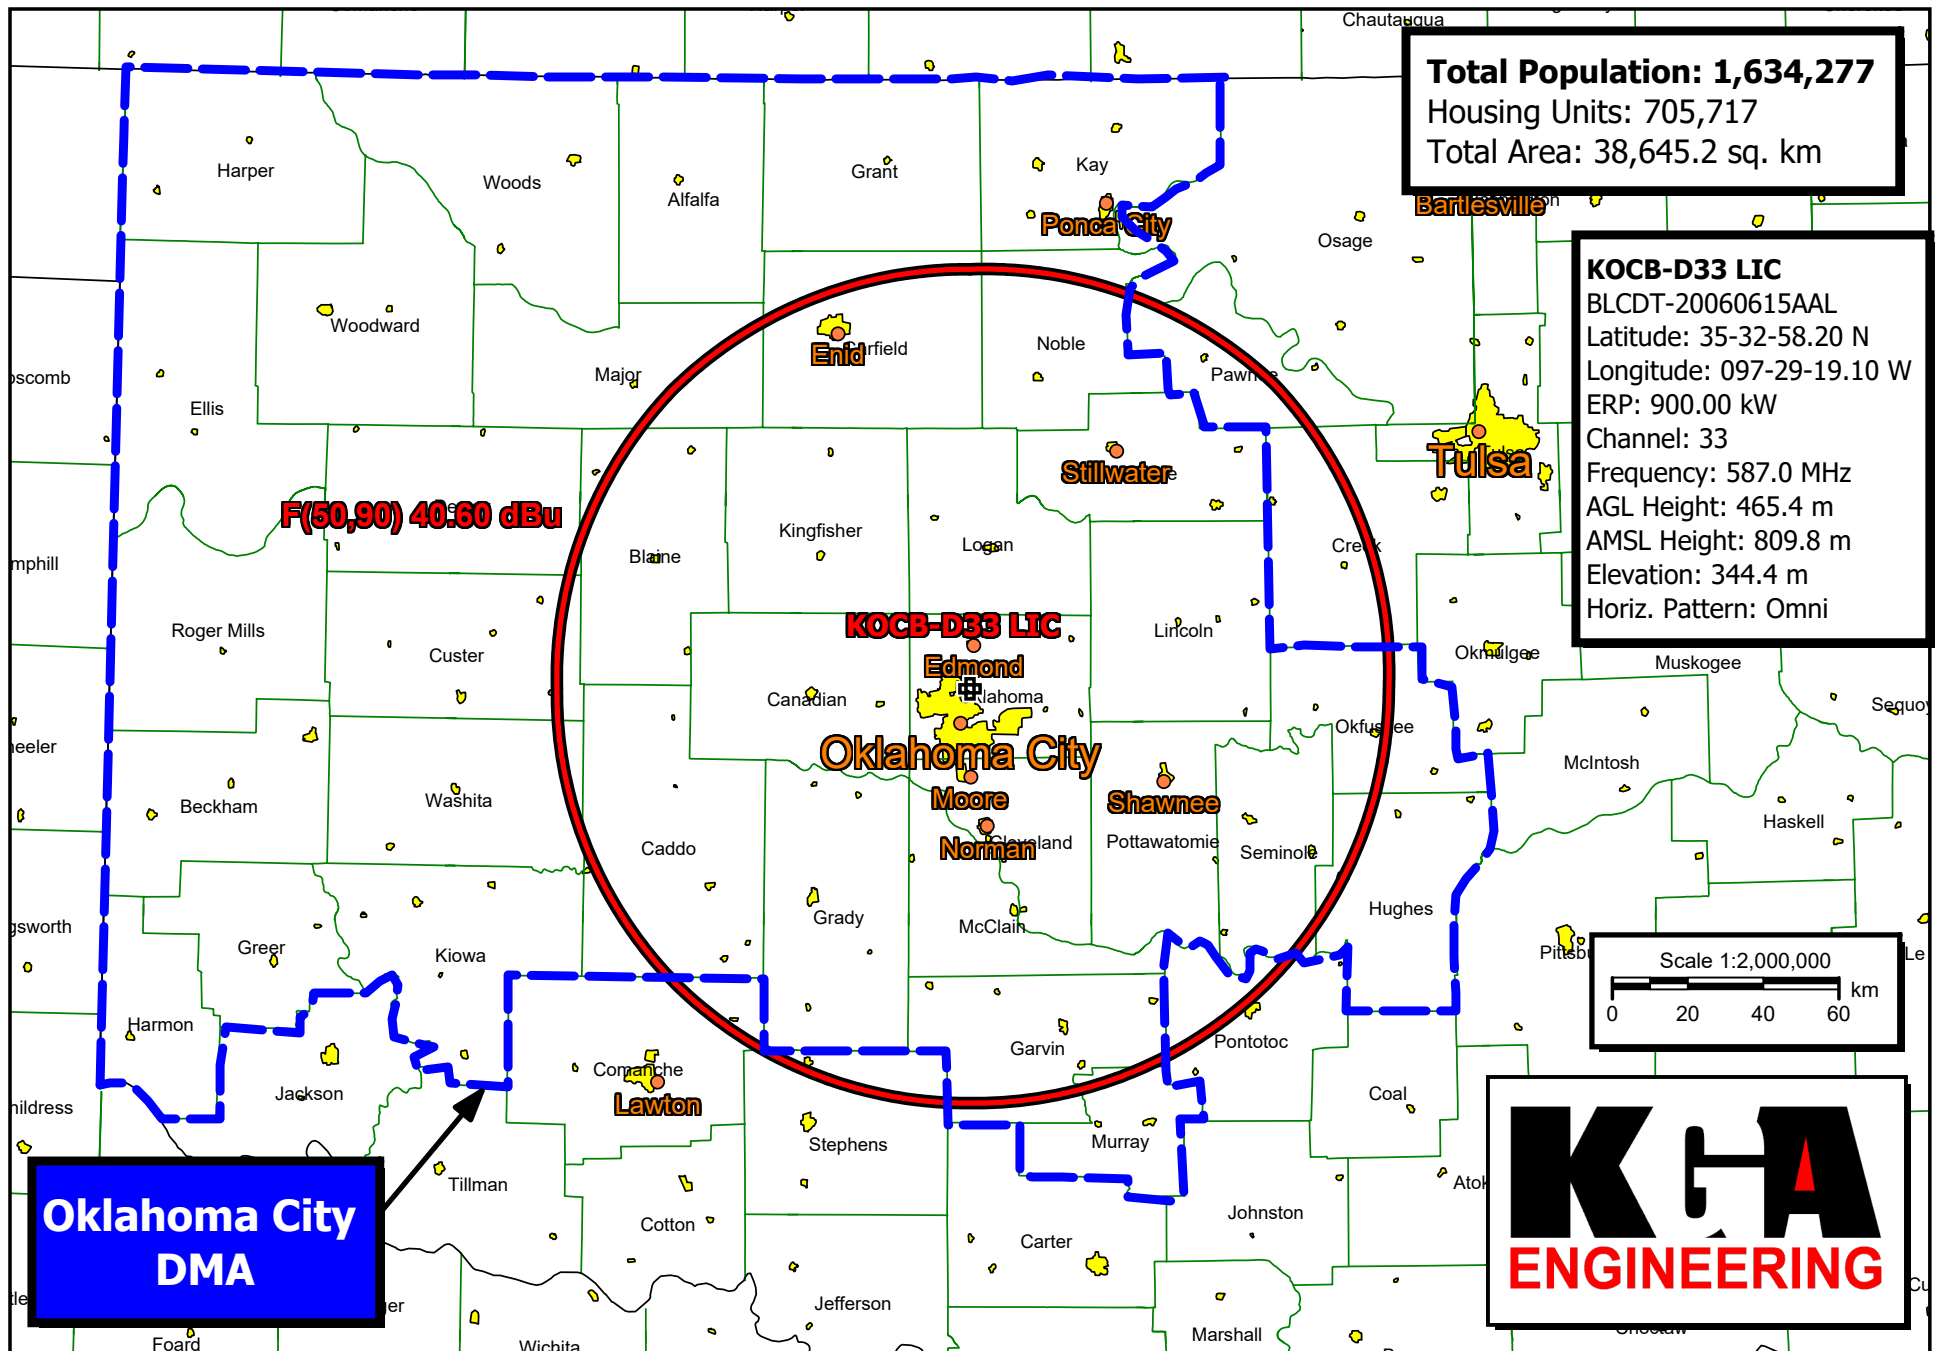 Chautauqua
Total Population: 1,634,277
Housing Units: 705,717
Total Area: 38,645.2 sq. km
Harper
Woods
Alfalfa
Grant
Kay
Ponca City
Osage
Bartlesville
KOCB-D33 LIC
BLCDT-20060615AAL
Latitude: 35-32-58.20 N
Longitude: 097-29-19.10 W
ERP: 900.00 kW
Channel: 33
Frequency: 587.0 MHz
AGL Height: 465.4 m
AMSL Height: 809.8 m
Elevation: 344.4 m
Horiz. Pattern: Omni
Woodward
Enid
Noble
Major
Pawnee
Ellis
Tulsa
Stillwater
F(50,90) 40.60 dBu
Kingfisher
Logan
Blaine
Creek
Roger Mills
KOCB-D33 LIC
Lincoln
Custer
Edmond
Okmulgee
Muskogee
Canadian
Okfuskee
Oklahoma City
McIntosh
Beckham
Washita
Moore
Shawnee
Haskell
Caddo
Norman
Pottawatomie
Seminole
Hughes
Grady
McClain
Greer
Kiowa
Scale 1:2,000,000
0 20 40 60 km
Harmon
Garvin
Pontotoc
Comanche
Jackson
Lawton
Coal
Stephens
Murray
Tillman
Cotton
Johnston
Carter
Oklahoma City
DMA
KGA
ENGINEERING
Jefferson
Marshall
Foard
Wichita